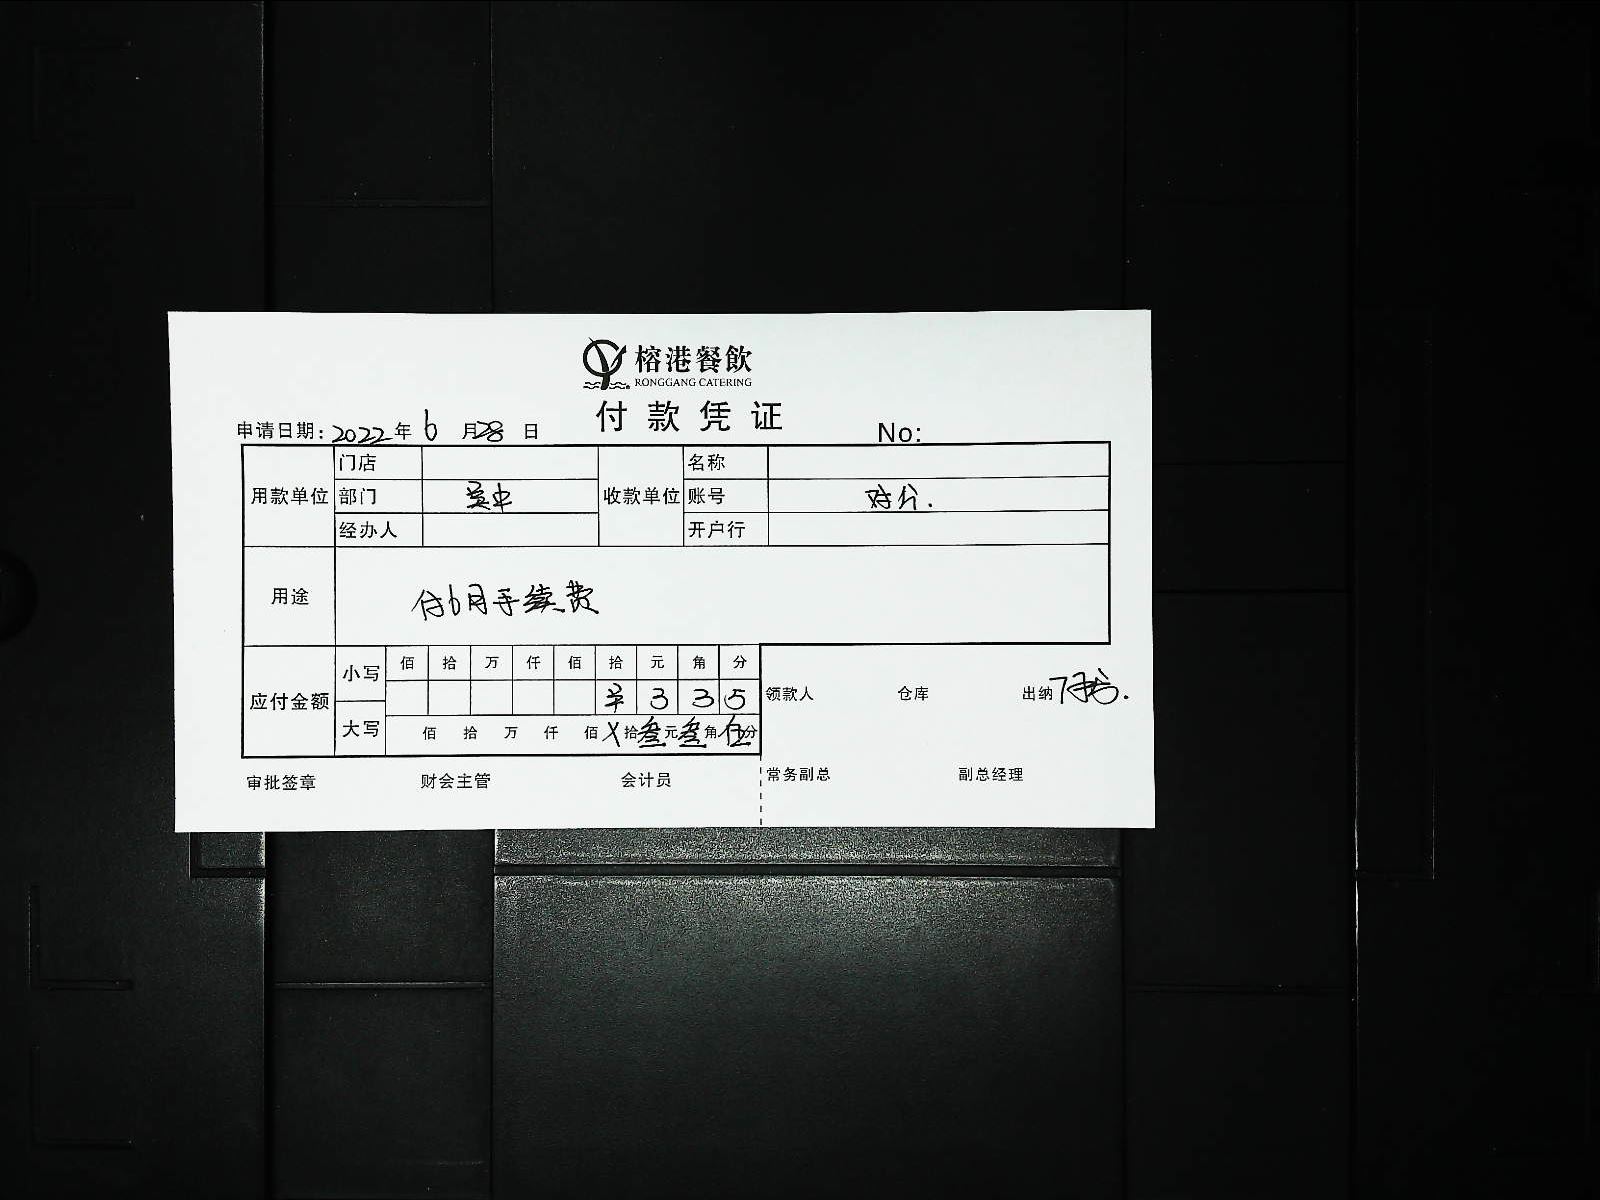 榕港餐飲
RONGGANG CATERING
付款凭证
申请日期：2022年6月28日 No:
用款单位 门店 收款单位 名称
部门 吴中 账号 对公.
经办人 开户行
用途 付6月手续费
应付金额 小写 佰 拾 万 仟 佰 拾 元 角 分
¥ 3 3 5
大写 佰 拾 万 仟 佰 X拾 叁元 叁角 伍分
领款人 仓库 出纳
审批签章 财会主管 会计员 常务副总 副总经理